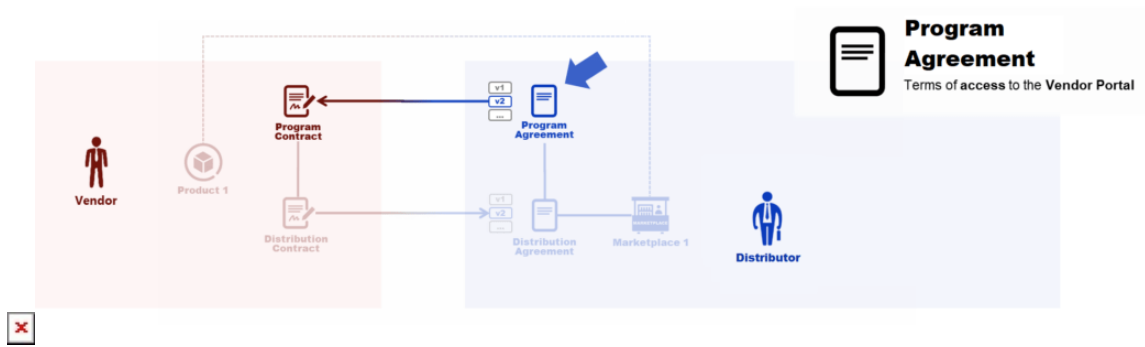 Program
Agreement
Terms of access to the Vendor Portal
v1
v2
...
Program
Contract
Program
Agreement
Vendor
Product 1
v1
v2
...
Distribution
Contract
Distribution
Agreement
MARKETPLACE
Marketplace 1
Distributor